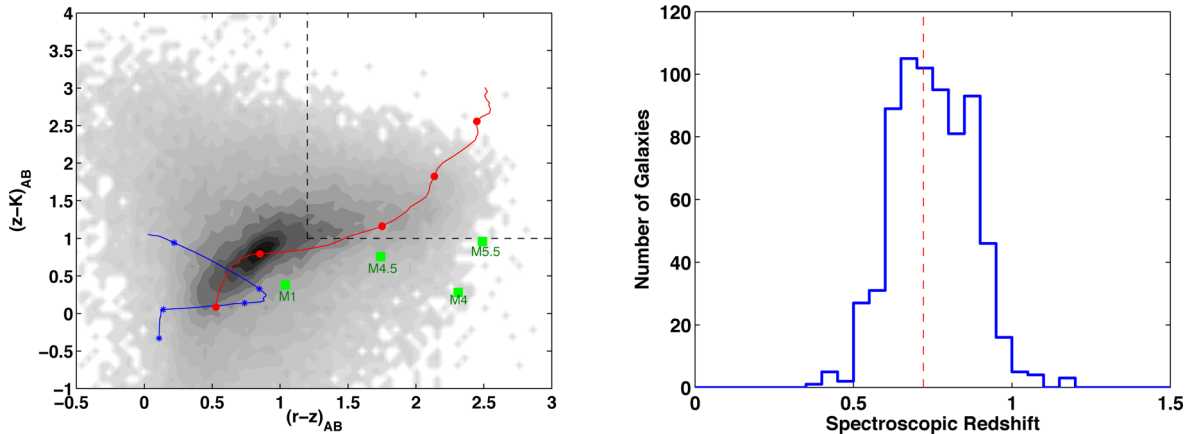 4
3.5
3
2.5
2
1.5
1
0.5
0
−0.5
−1
(z−K)AB
M1
M4.5
M5.5
M4
−0.5 0 0.5 1 1.5 2 2.5 3
(r−z)AB
120
100
80
60
40
20
0
Number of Galaxies
0 0.5 1 1.5
Spectroscopic Redshift